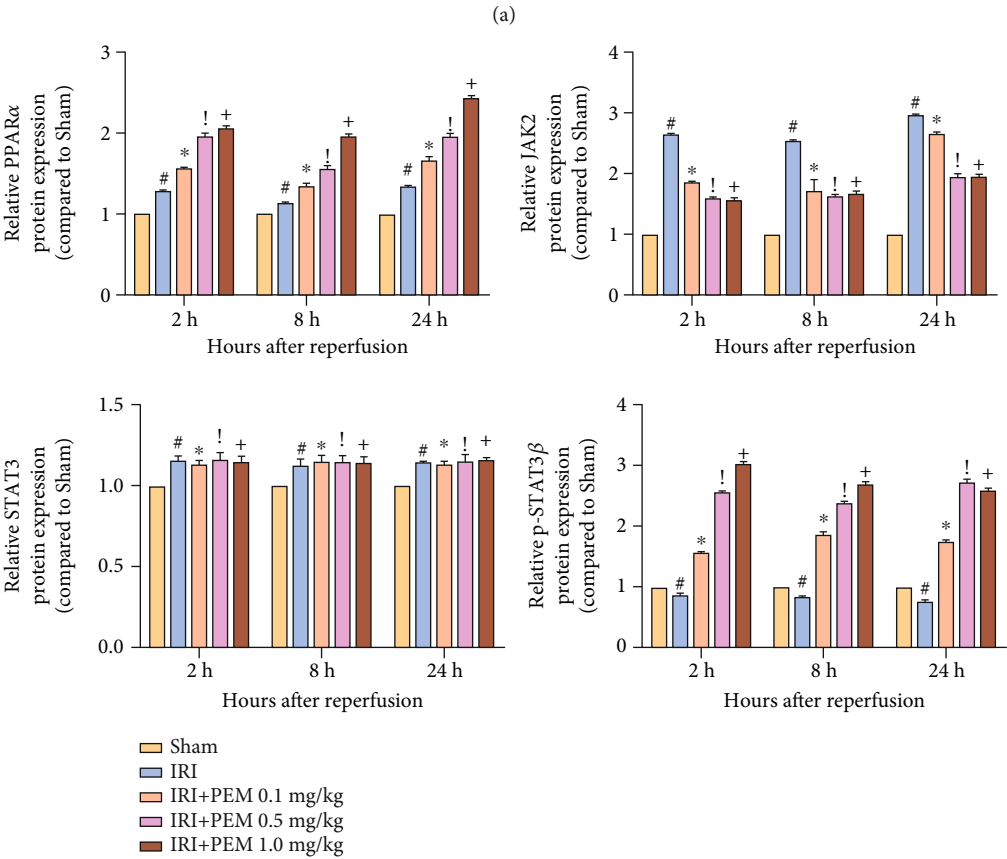 (a)
Relative PPARα
protein expression
(compared to Sham)
3
2
1
0
#
*
!
+
#
*
!
+
#
*
!
+
2 h
8 h
24 h
Hours after reperfusion
Relative JAK2
protein expression
(compared to Sham)
4
3
2
1
0
#
*
!
+
#
*
!
+
#
*
!
+
2 h
8 h
24 h
Hours after reperfusion
Relative STAT3
protein expression
(compared to Sham)
1.5
1.0
0.5
0.0
#
*
!
+
#
*
!
+
#
*
!
+
2 h
8 h
24 h
Hours after reperfusion
Relative p-STAT3β
protein expression
(compared to Sham)
4
3
2
1
0
#
*
!
+
#
*
!
+
#
*
!
+
2 h
8 h
24 h
Hours after reperfusion
Sham
IRI
IRI+PEM 0.1 mg/kg
IRI+PEM 0.5 mg/kg
IRI+PEM 1.0 mg/kg